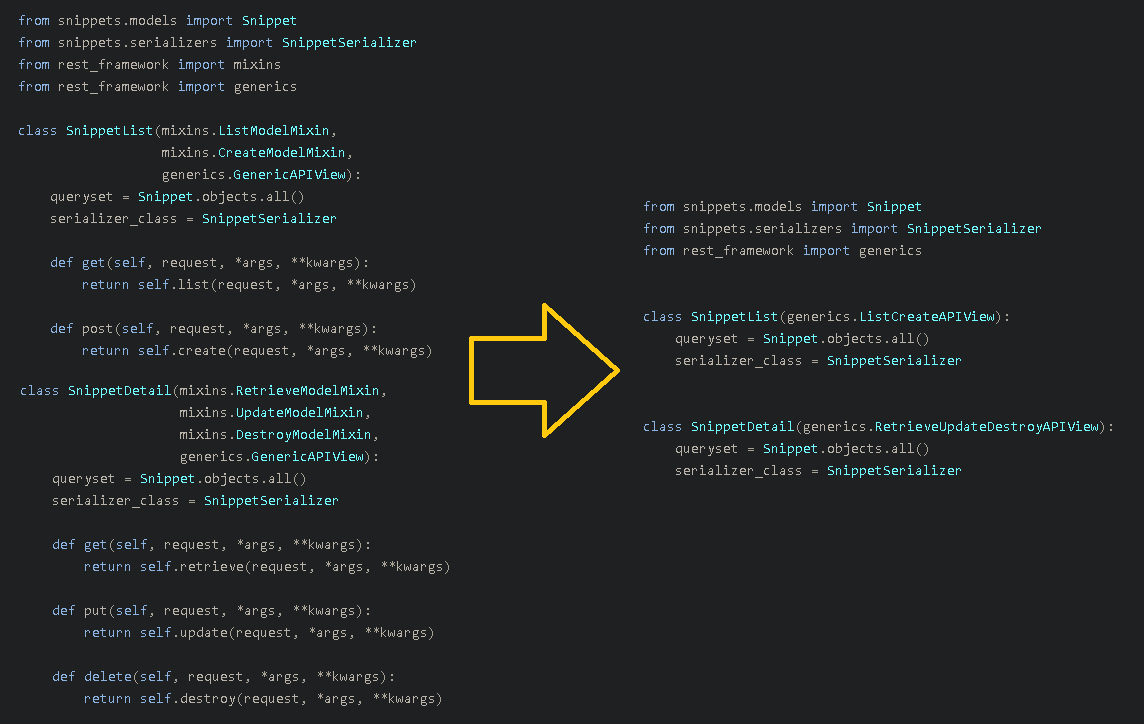 from snippets.models import Snippet
from snippets.serializers import SnippetSerializer
from rest_framework import mixins
from rest_framework import generics

class SnippetList(mixins.ListModelMixin,
                  mixins.CreateModelMixin,
                  generics.GenericAPIView):
    queryset = Snippet.objects.all()
    serializer_class = SnippetSerializer

    def get(self, request, *args, **kwargs):
        return self.list(request, *args, **kwargs)

    def post(self, request, *args, **kwargs):
        return self.create(request, *args, **kwargs)

class SnippetDetail(mixins.RetrieveModelMixin,
                    mixins.UpdateModelMixin,
                    mixins.DestroyModelMixin,
                    generics.GenericAPIView):
    queryset = Snippet.objects.all()
    serializer_class = SnippetSerializer

    def get(self, request, *args, **kwargs):
        return self.retrieve(request, *args, **kwargs)

    def put(self, request, *args, **kwargs):
        return self.update(request, *args, **kwargs)

    def delete(self, request, *args, **kwargs):
        return self.destroy(request, *args, **kwargs)

from snippets.models import Snippet
from snippets.serializers import SnippetSerializer
from rest_framework import generics

class SnippetList(generics.ListCreateAPIView):
    queryset = Snippet.objects.all()
    serializer_class = SnippetSerializer

class SnippetDetail(generics.RetrieveUpdateDestroyAPIView):
    queryset = Snippet.objects.all()
    serializer_class = SnippetSerializer